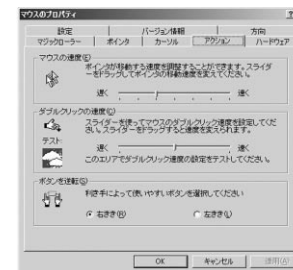 マウスのプロパティ
?
設定 バージョン情報 方向
マジックローラー ポインタ カーソル アクション ハードウェア
マウスの速度(E)
ポインタが移動する速度を調整することができます。スライダ
ーをドラッグしてポインタの移動速度を変えてください。
遅く 速く
ダブルクリックの速度(C)
スライダーを使ってマウスのダブルクリック速度を設定してくだ
さい。スライダーをドラッグすると速度を変えられます。
テスト:
遅く 速く
このエリアでダブルクリック速度の設定をテストしてください。
ボタンを逆転(S)
利き手によって使いやすいボタンを選択してください
右きき(R) 左きき(L)
OK キャンセル 適用(A)